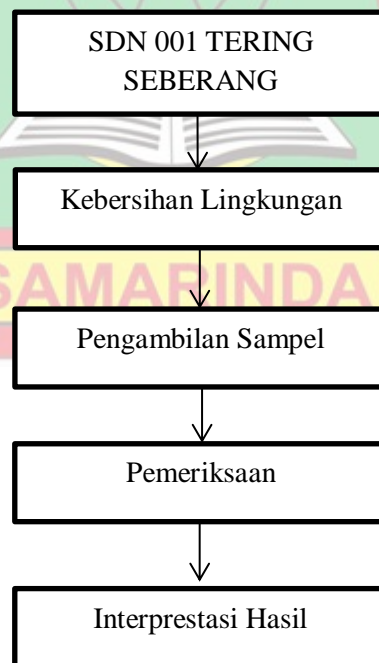 SDN 001 TERING
SEBERANG
Kebersihan Lingkungan
SAMARINDA
Pengambilan Sampel
Pemeriksaan
Interprestasi Hasil